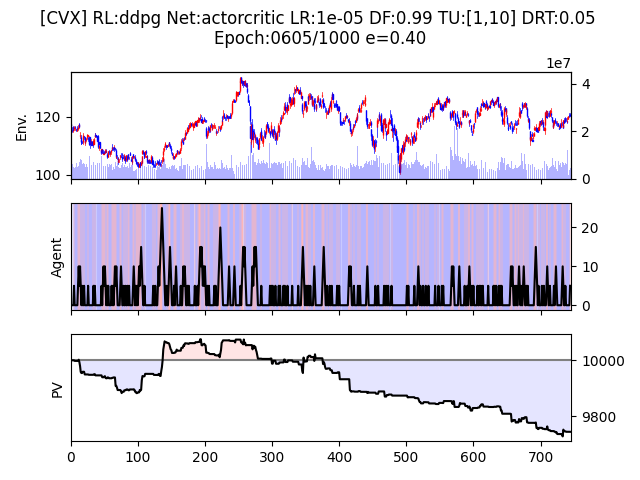 [CVX] RL:ddpg Net:actorcritic LR:1e-05 DF:0.99 TU:[1,10] DRT:0.05
Epoch:0605/1000 e=0.40
1e7
Env.
120
100
4
2
0
Agent
20
10
0
PV
10000
9800
0 100 200 300 400 500 600 700